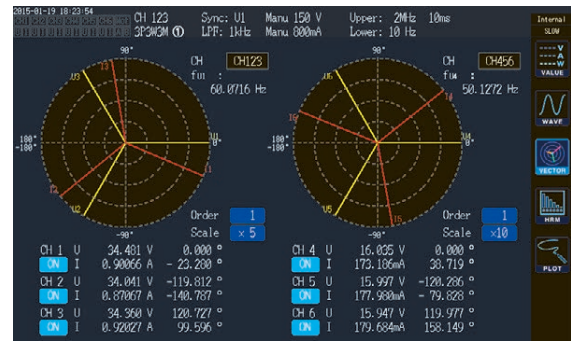 2015-01-19 18:23:54
CH 123 Sync: U1 Manu 150 V Upper: 2MHz 10ms
3P3W3M ① LPF: 1kHz Manu 800mA Lower: 10 Hz
Internal
SLOW
90°
CH CH123
fu1 :
60.0716 Hz
U3
I3
180°
-180°
U1
0°
I1
I2
U2
-90°
Order 1
Scale × 5
90°
CH CH456
fu4 :
50.1272 Hz
U6
I4
I6
180°
-180°
U4
0°
U5
I5
-90°
Order 1
Scale ×10
CH 1 U 34.481 V 0.000 °
ON I 0.90066 A - 23.280 °
CH 2 U 34.041 V -119.812 °
ON I 0.87067 A -140.787 °
CH 3 U 34.360 V 120.727 °
ON I 0.92027 A 99.596 °
CH 4 U 16.035 V 0.000 °
ON I 173.186mA 38.719 °
CH 5 U 15.997 V -120.286 °
ON I 177.980mA - 79.828 °
CH 6 U 15.947 V 119.977 °
ON I 179.684mA 158.149 °
V
A
W
VALUE
WAVE
VECTOR
HRM
PLOT